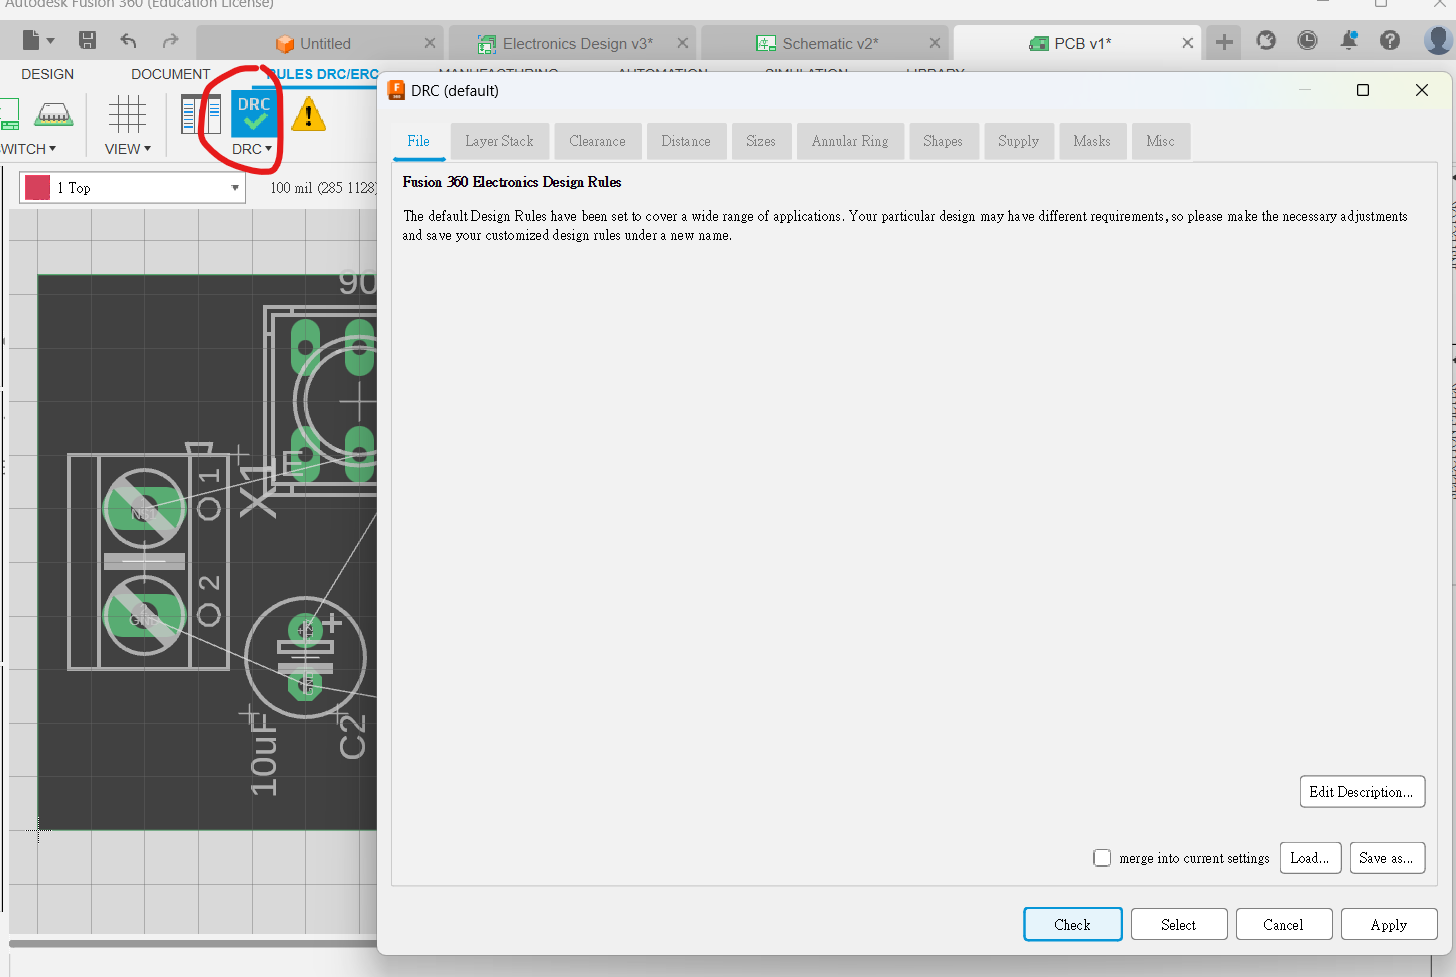 Autodesk Fusion 360 (Education License)
Untitled
Electronics Design v3*
Schematic v2*
PCB v1*
DESIGN
DOCUMENT
RULES DRC/ERC
MANUFACTURING
AUTOMATION
SIMULATION
LIBRARY
WITCH
VIEW
DRC
DRC
1 Top
100 mil (285 1128)
DRC (default)
File
Layer Stack
Clearance
Distance
Sizes
Annular Ring
Shapes
Supply
Masks
Misc
Fusion 360 Electronics Design Rules
The default Design Rules have been set to cover a wide range of applications. Your particular design may have different requirements, so please make the necessary adjustments
and save your customized design rules under a new name.
90
X1
1
2
GND
10uF
C2
Edit Description...
merge into current settings
Load...
Save as...
Check
Select
Cancel
Apply